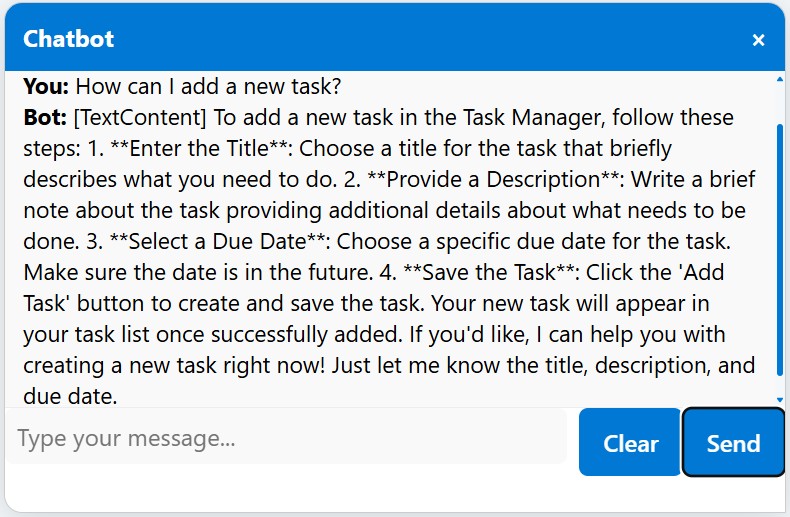 Chatbot
×
You: How can I add a new task?
Bot: [TextContent] To add a new task in the Task Manager, follow these
steps: 1. **Enter the Title**: Choose a title for the task that briefly
describes what you need to do. 2. **Provide a Description**: Write a brief
note about the task providing additional details about what needs to be
done. 3. **Select a Due Date**: Choose a specific due date for the task.
Make sure the date is in the future. 4. **Save the Task**: Click the 'Add
Task' button to create and save the task. Your new task will appear in
your task list once successfully added. If you'd like, I can help you with
creating a new task right now! Just let me know the title, description, and
due date.
Type your message...
Clear
Send